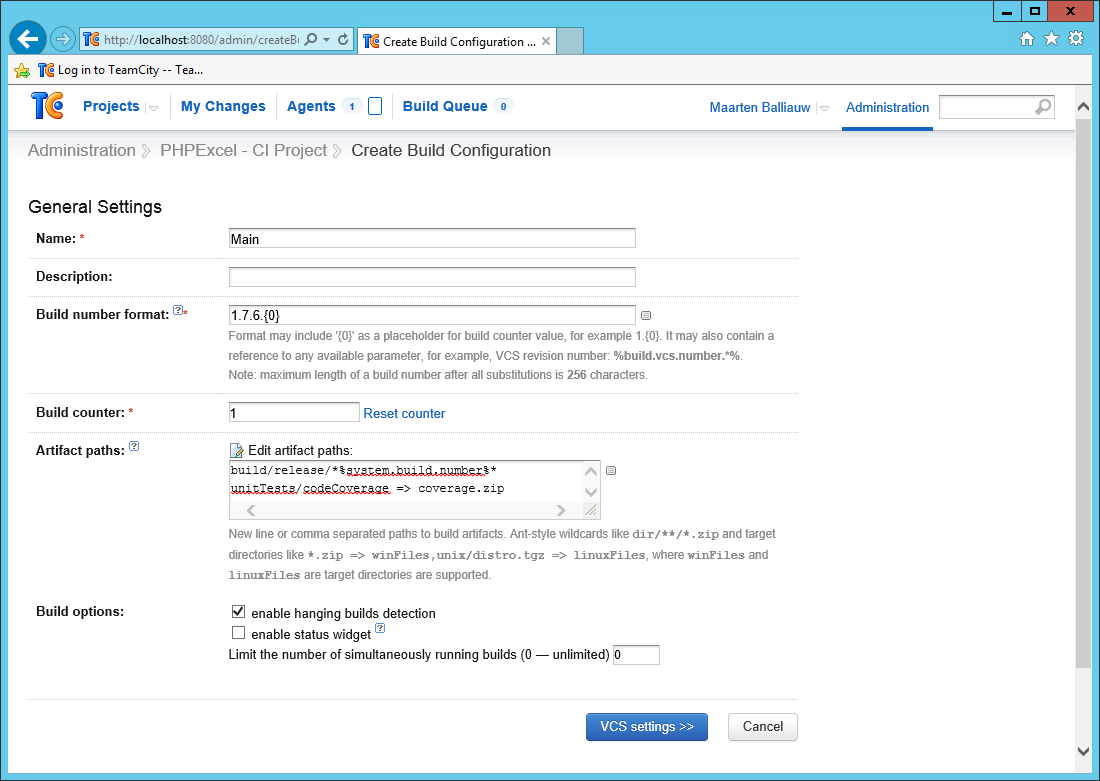 http://localhost:8080/admin/createBu
TC Create Build Configuration ...
TC Log in to TeamCity -- Tea...
TC Projects My Changes Agents 1 Build Queue 0 Maarten Balliauw Administration
Administration PHPExcel - CI Project Create Build Configuration
General Settings
Name: * Main
Description:
Build number format: ?* 1.7.6.{0}
Format may include '{0}' as a placeholder for build counter value, for example 1.{0}. It may also contain a
reference to any available parameter, for example, VCS revision number: %build.vcs.number.*%.
Note: maximum length of a build number after all substitutions is 256 characters.
Build counter: * 1 Reset counter
Artifact paths: ? Edit artifact paths:
build/release/*%system.build.number%*
unitTests/codeCoverage => coverage.zip
New line or comma separated paths to build artifacts. Ant-style wildcards like dir/**/*.zip and target
directories like *.zip => winFiles,unix/distro.tgz => linuxFiles, where winFiles and
linuxFiles are target directories are supported.
Build options: enable hanging builds detection
enable status widget ?
Limit the number of simultaneously running builds (0 — unlimited) 0
VCS settings >> Cancel